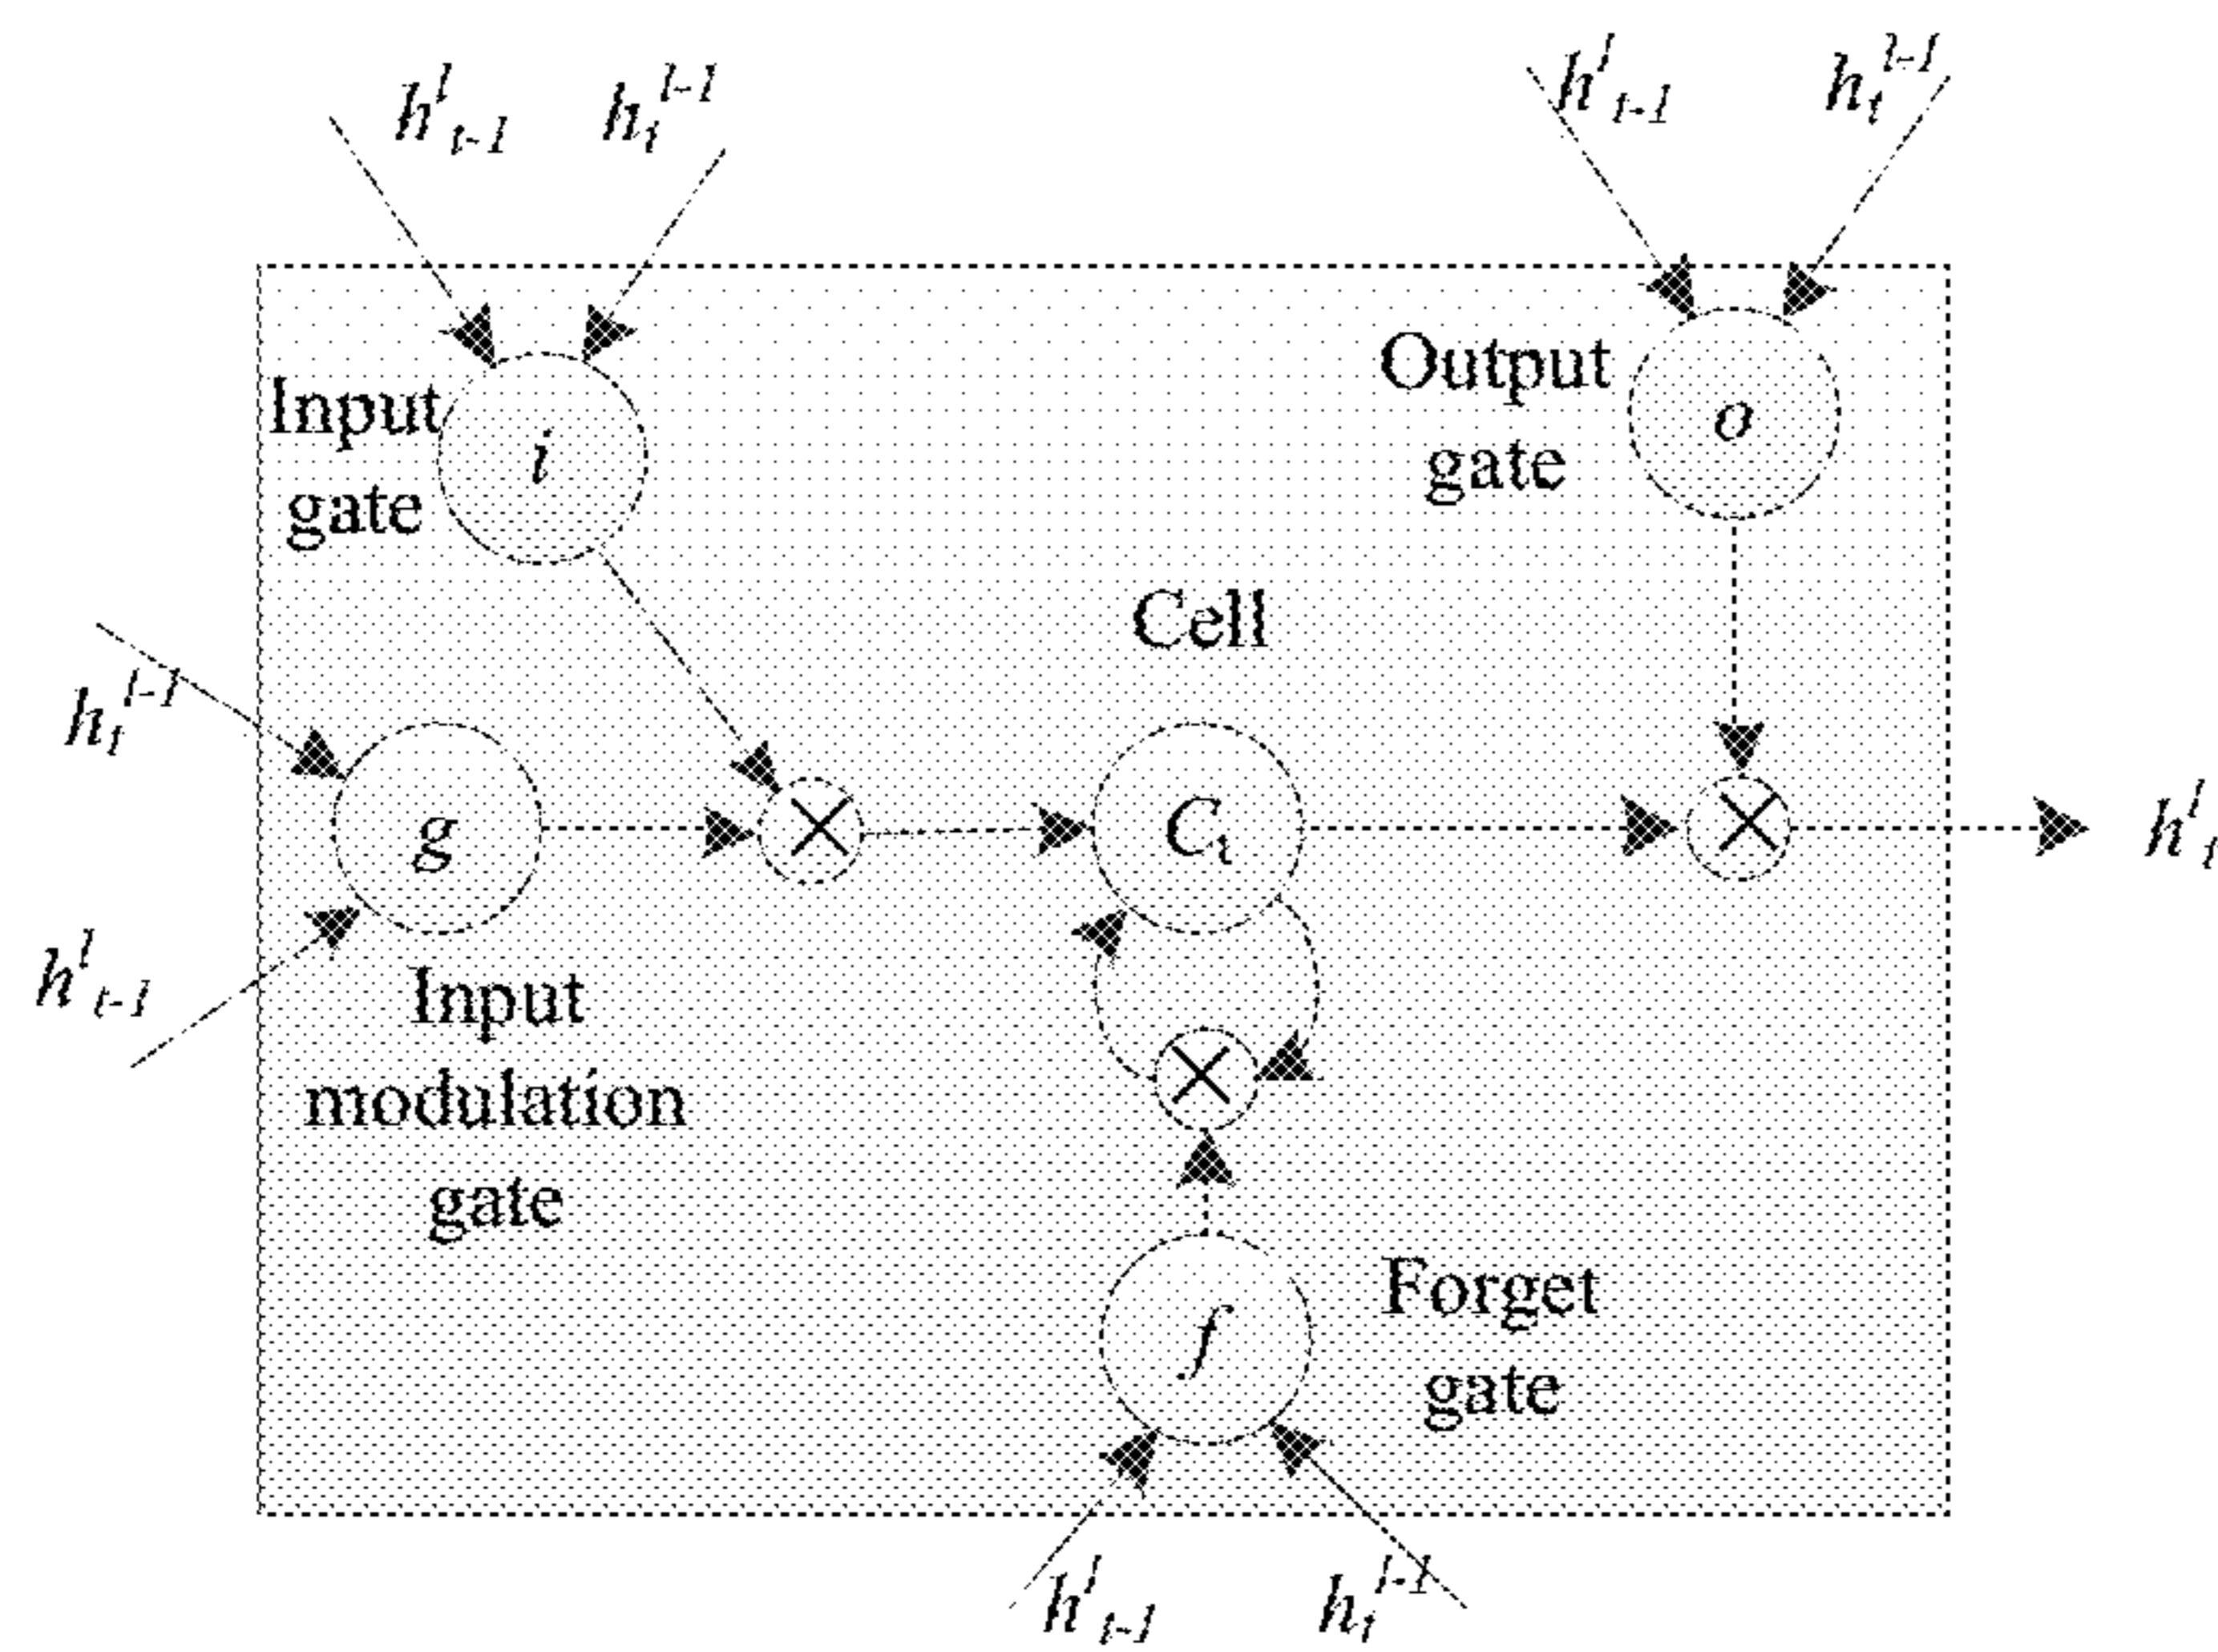 h^l_{t-1} h_t^{l-1}
h^l_{t-1} h_t^{l-1}
Input
gate
i
Output
gate
o
Cell
h_t^{l-1}
g
×
C_t
×
h^l_t
h^l_{t-1}
Input
modulation
gate
×
f
Forget
gate
h^l_{t-1} h_t^{l-1}